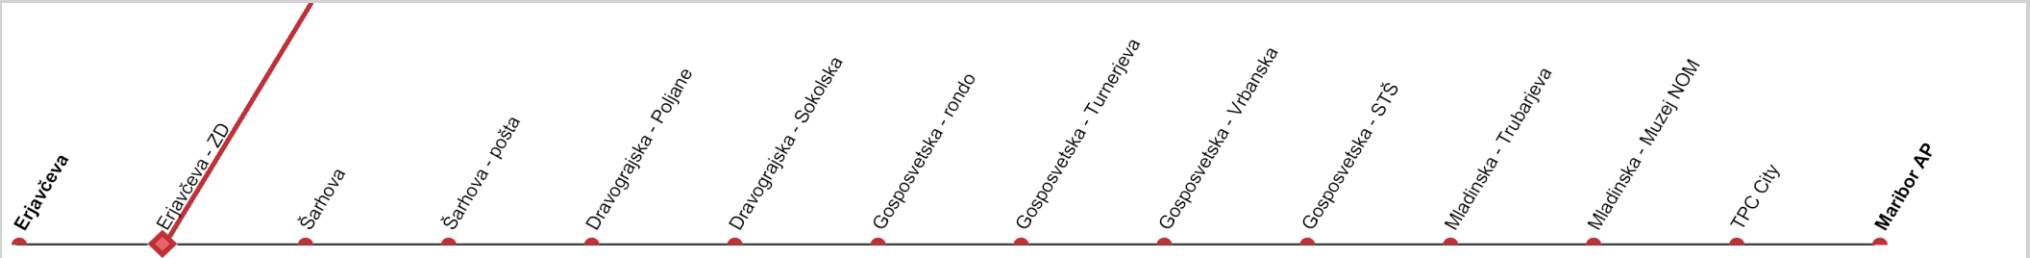 Erjavčeva
Erjavčeva - ZD
Šarhova
Šarhova - pošta
Dravograjska - Poljane
Dravograjska - Sokolska
Gosposvetska - rondo
Gosposvetska - Turnerjeva
Gosposvetska - Vrbanska
Gosposvetska - STŠ
Mladinska - Trubarjeva
Mladinska - Muzej NOM
TPC City
Maribor AP